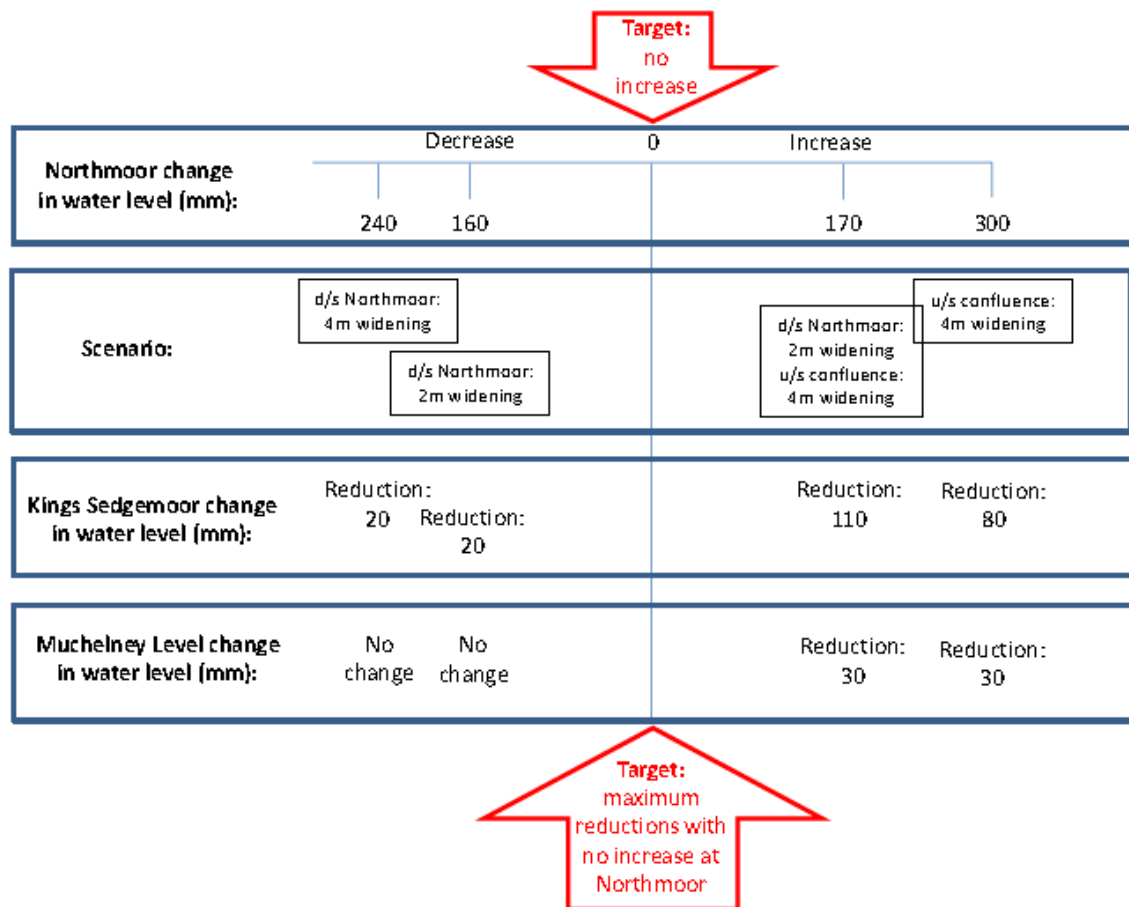 Target:
no
increase
Northmoor change
in water level (mm):
Decrease
0
Increase
240
160
170
300
Scenario:
d/s Northmoor:
4m widening
d/s Northmoor:
2m widening
d/s Northmoor:
2m widening
u/s confluence:
4m widening
u/s confluence:
4m widening
Kings Sedgemoor change
in water level (mm):
Reduction:
20
Reduction:
20
Reduction:
110
Reduction:
80
Muchelney Level change
in water level (mm):
No
change
No
change
Reduction:
30
Reduction:
30
Target:
maximum
reductions with
no increase at
Northmoor